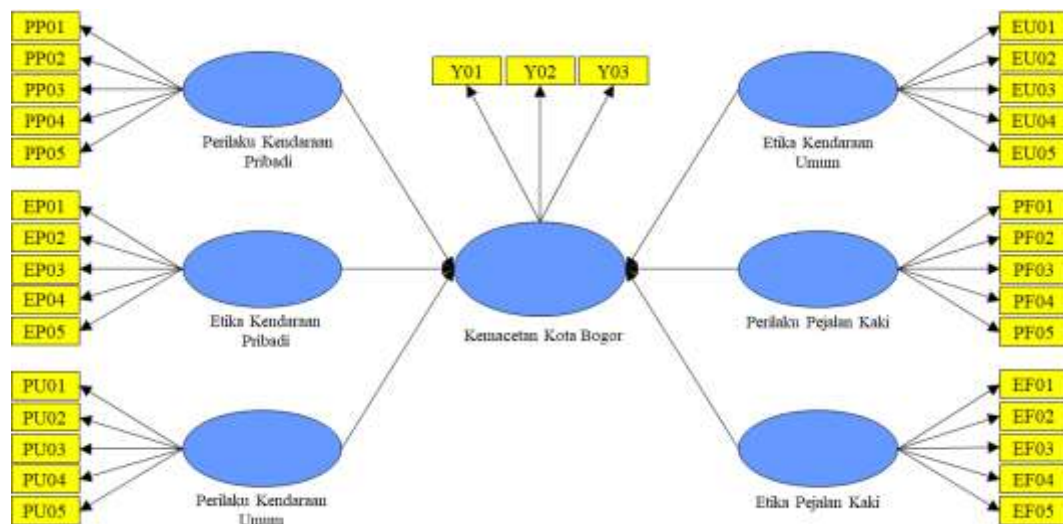 PP01
PP02
PP03
PP04
PP05
Perilaku Kendaraan
Pribadi
Y01
Y02
Y03
EU01
EU02
EU03
EU04
EU05
Etika Kendaraan
Umum
EP01
EP02
EP03
EP04
EP05
Etika Kendaraan
Pribadi
Kemacetan Kota Bogor
PF01
PF02
PF03
PF04
PF05
Perilaku Pejalan Kaki
PU01
PU02
PU03
PU04
PU05
Perilaku Kendaraan
Umum
EF01
EF02
EF03
EF04
EF05
Etika Pejalan Kaki